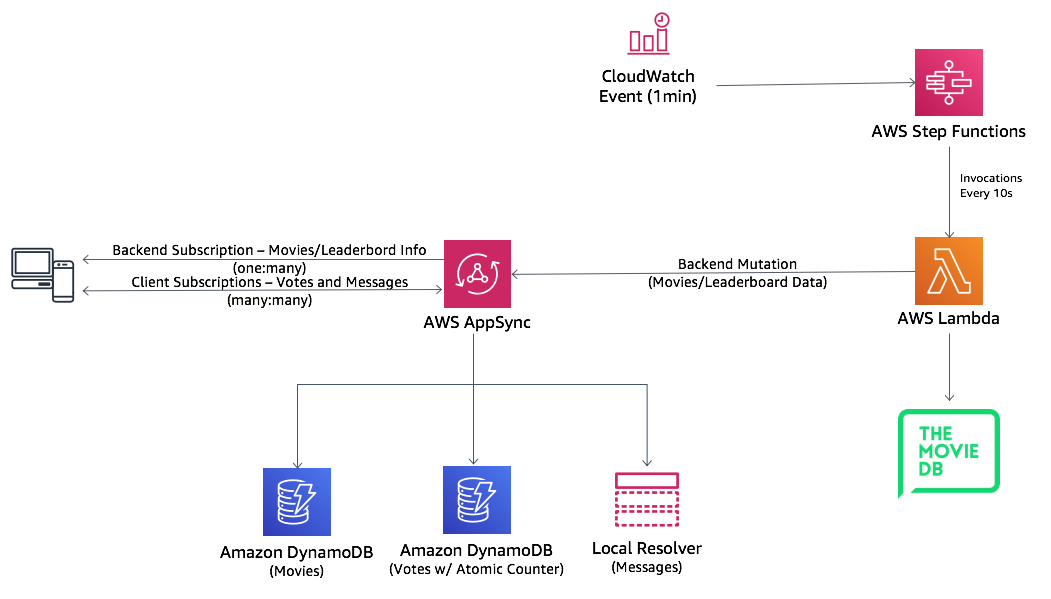 CloudWatch
Event (1min)
AWS Step Functions
Invocations
Every 10s
Backend Subscription – Movies/Leaderbord Info
(one:many)
Client Subscriptions – Votes and Messages
(many:many)
AWS AppSync
Backend Mutation
(Movies/Leaderboard Data)
AWS Lambda
THE
MOVIE
DB
Amazon DynamoDB
(Movies)
Amazon DynamoDB
(Votes w/ Atomic Counter)
Local Resolver
(Messages)